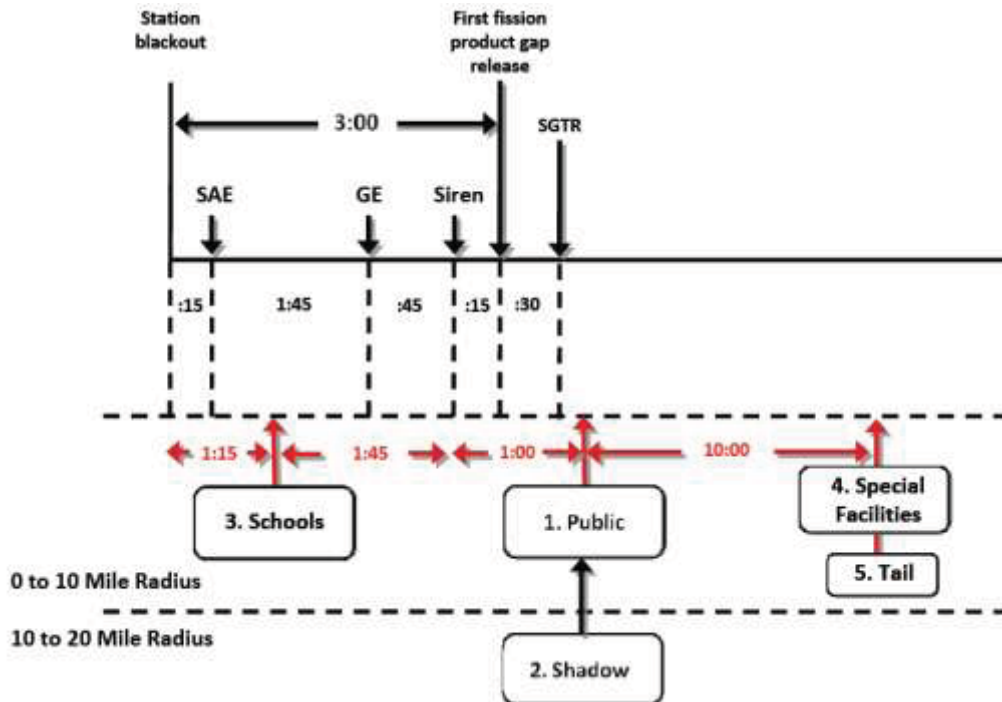 Station
blackout
First fission
product gap
release
3:00
SGTR
SAE
GE
Siren
:15
1:45
:45
:15
:30
1:15
1:45
1:00
10:00
3. Schools
1. Public
4. Special
Facilities
5. Tail
0 to 10 Mile Radius
10 to 20 Mile Radius
2. Shadow